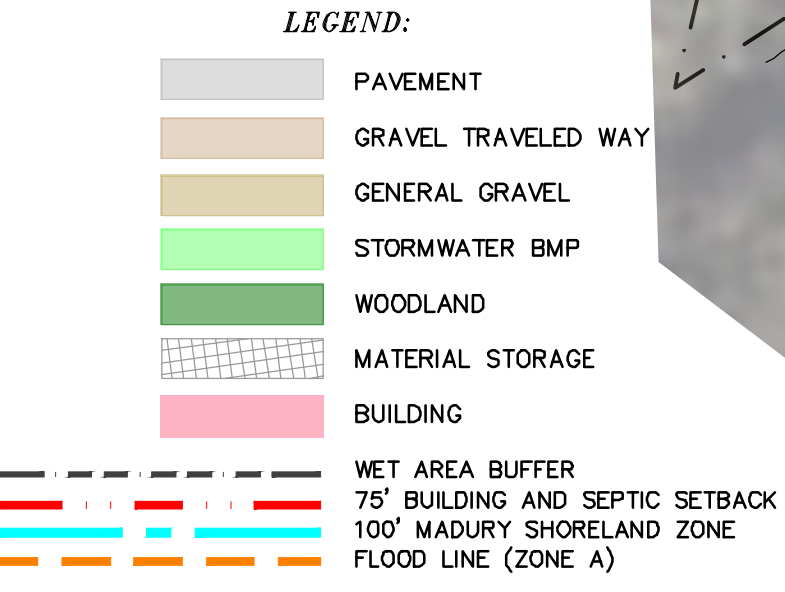 LEGEND:
PAVEMENT
GRAVEL TRAVELED WAY
GENERAL GRAVEL
STORMWATER BMP
WOODLAND
MATERIAL STORAGE
BUILDING
WET AREA BUFFER
75' BUILDING AND SEPTIC SETBACK
100' MADURY SHORELAND ZONE
FLOOD LINE (ZONE A)